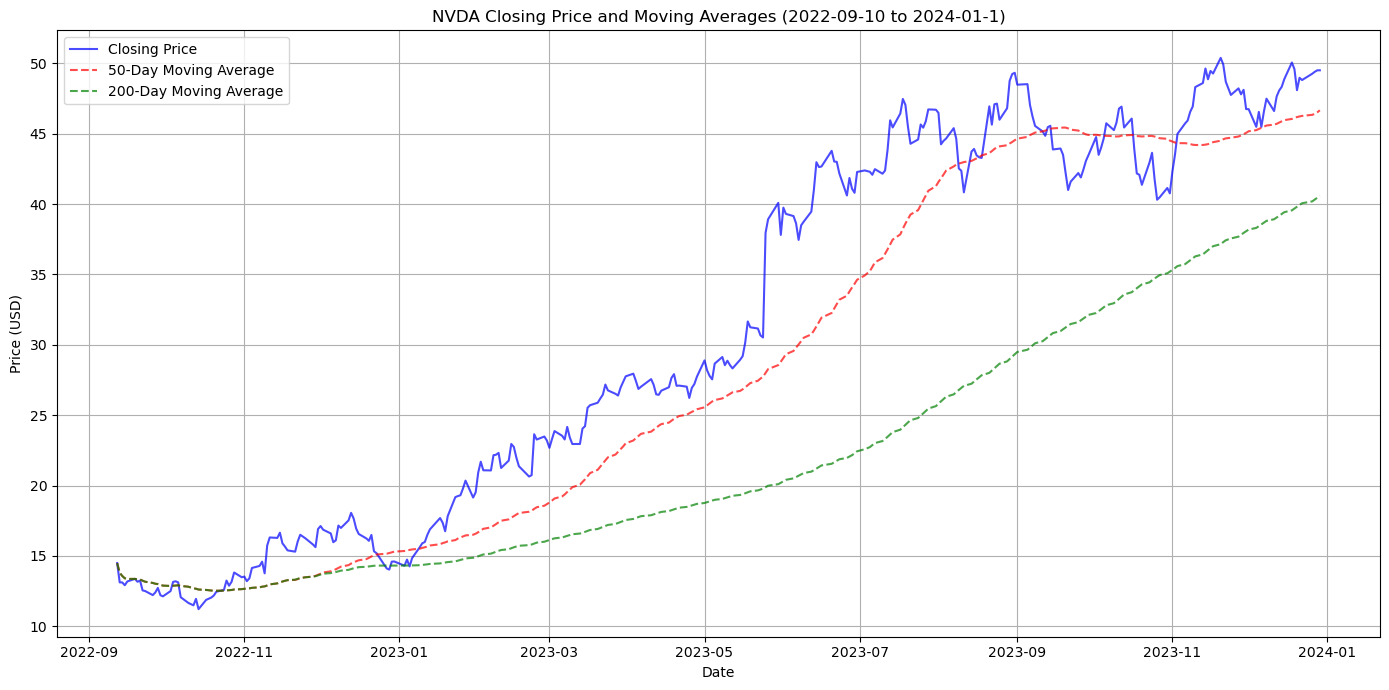 NVDA Closing Price and Moving Averages (2022-09-10 to 2024-01-1)
Closing Price
50-Day Moving Average
200-Day Moving Average
Price (USD)
50
45
40
35
30
25
20
15
10
2022-09 2022-11 2023-01 2023-03 2023-05 2023-07 2023-09 2023-11 2024-01
Date